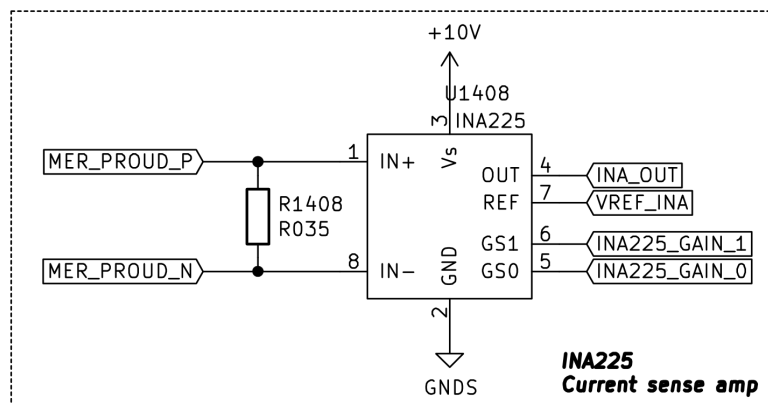 +10V
U1408
INA225
MER_PROUD_P
1
IN+
3
Vs
OUT
4
INA_OUT
REF
7
VREF_INA
R1408
R035
GS1
6
INA225_GAIN_1
MER_PROUD_N
8
IN-
GND
GS0
5
INA225_GAIN_0
2
GNDS
INA225
Current sense amp